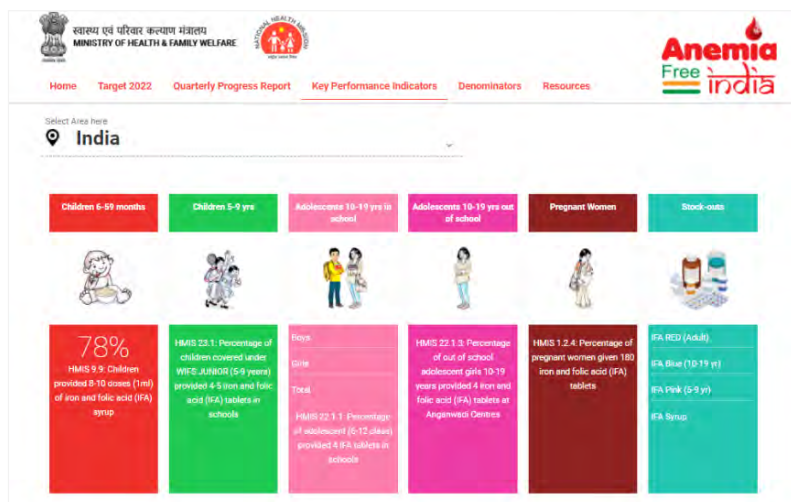 स्वास्थ्य एवं परिवार कल्याण मंत्रालय
MINISTRY OF HEALTH & FAMILY WELFARE
NATIONAL HEALTH MISSION
Anemia
Free india
Home Target 2022 Quarterly Progress Report Key Performance Indicators Denominators Resources
Select Area here
India
Children 6-59 months
Children 5-9 yrs
Adolescents 10-19 yrs in
school
Adolescents 10-19 yrs out
of school
Pregnant Women
Stock-outs
78%
HMIS 9.9: Children
provided 8-10 doses (1ml)
of iron and folic acid (IFA)
syrup
HMIS 23.1: Percentage of
children covered under
WIFS JUNIOR (5-9 years)
provided 4-5 iron and folic
acid (IFA) tablets in
schools
Boys
Girls
Total
HMIS 22.1.1: Percentage
of adolescent (6-12 class)
provided 4 IFA tablets in
schools
HMIS 22.1.3: Percentage
of out of school
adolescent girls 10-19
years provided 4 iron and
folic acid (IFA) tablets at
Anganwadi Centres
HMIS 1.2.4: Percentage of
pregnant women given 180
iron and folic acid (IFA)
tablets
IFA RED (Adult)
IFA Blue (10-19 yr)
IFA Pink (5-9 yr)
IFA Syrup